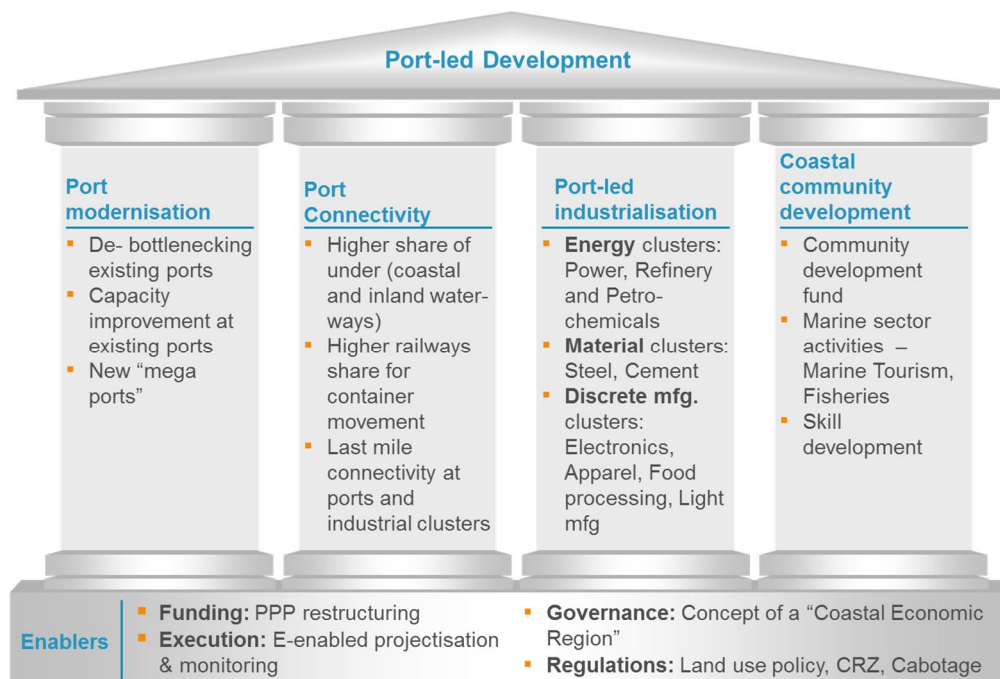 Port-led Development
Port
modernisation
▪ De- bottlenecking
existing ports
▪ Capacity
improvement at
existing ports
▪ New “mega
ports”
Port
Connectivity
▪ Higher share of
under (coastal
and inland water-
ways)
▪ Higher railways
share for
container
movement
▪ Last mile
connectivity at
ports and
industrial clusters
Port-led
industrialisation
▪ Energy clusters:
Power, Refinery
and Petro-
chemicals
▪ Material clusters:
Steel, Cement
▪ Discrete mfg.
clusters:
Electronics,
Apparel, Food
processing, Light
mfg
Coastal
community
development
▪ Community
development
fund
▪ Marine sector
activities –
Marine Tourism,
Fisheries
▪ Skill
development
Enablers
▪ Funding: PPP restructuring
▪ Execution: E-enabled projectisation
& monitoring
▪ Governance: Concept of a “Coastal Economic
Region”
▪ Regulations: Land use policy, CRZ, Cabotage